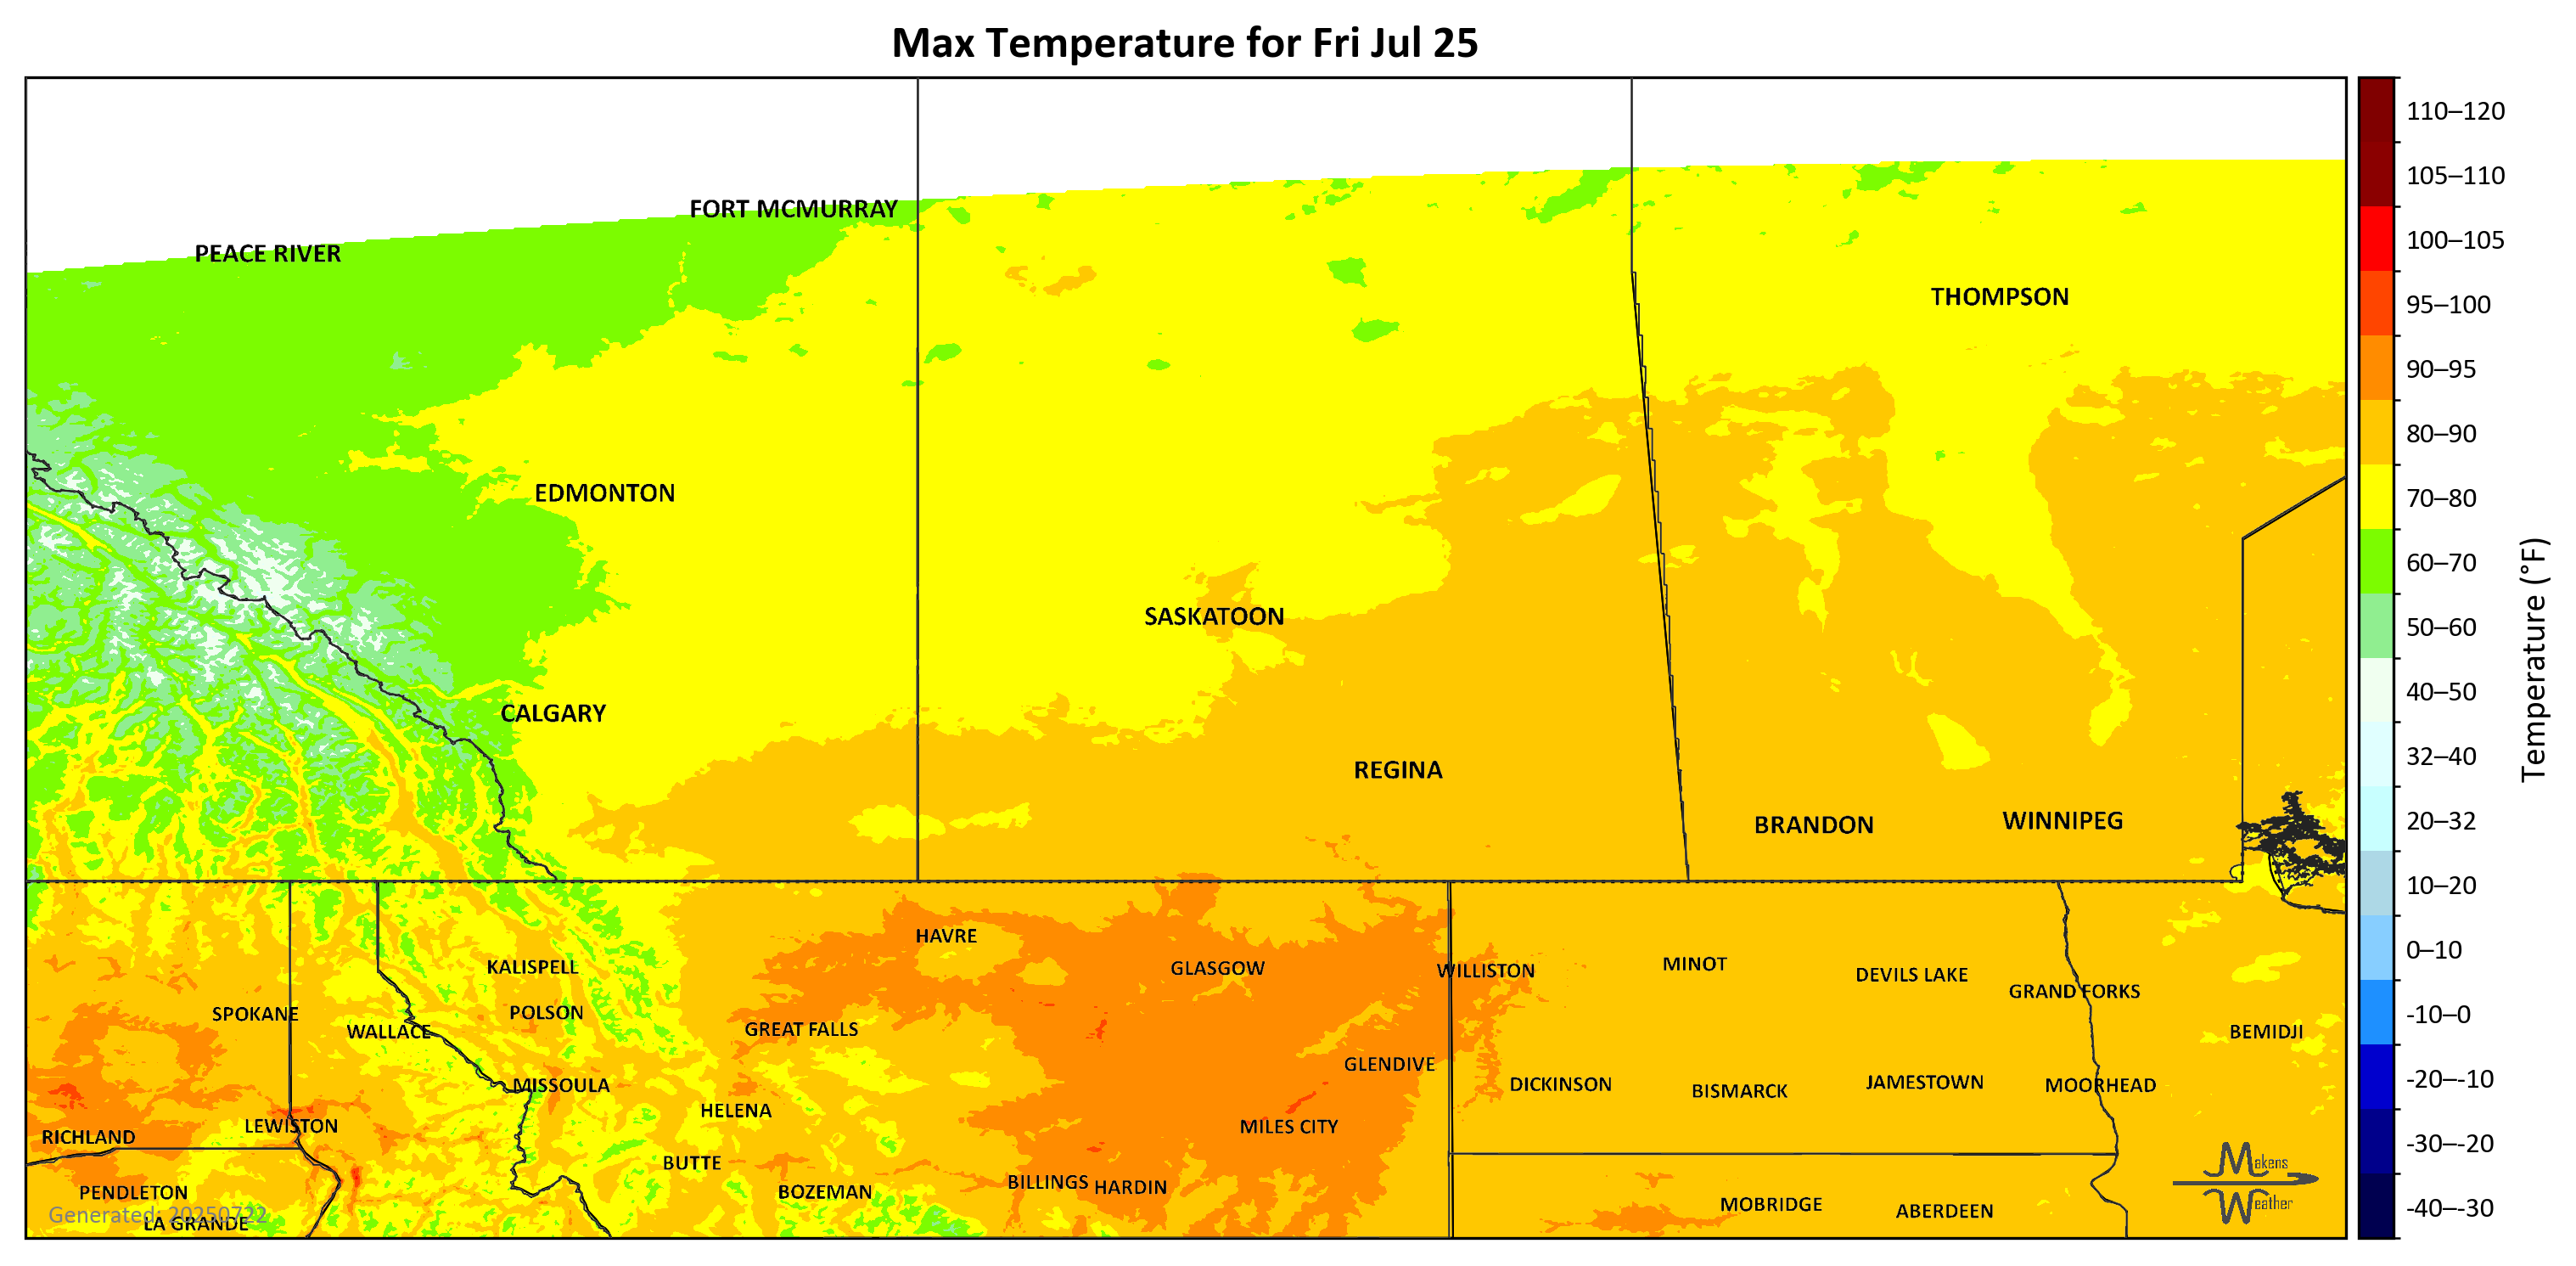 Max Temperature for Fri Jul 25
FORT MCMURRAY
PEACE RIVER
THOMPSON
EDMONTON
SASKATOON
CALGARY
REGINA
BRANDON
WINNIPEG
HAVRE
KALISPELL
GLASGOW
WILLISTON
MINOT
DEVILS LAKE
GRAND FORKS
SPOKANE
POLSON
WALLACE
GREAT FALLS
BEMIDJI
GLENDIVE
MISSOULA
DICKINSON
BISMARCK
JAMESTOWN
MOORHEAD
HELENA
LEWISTON
MILES CITY
RICHLAND
BUTTE
PENDLETON
BOZEMAN
BILLINGS
HARDIN
MOBRIDGE
ABERDEEN
Generated: 20250722
LA GRANDE
Makens
Weather
110–120
105–110
100–105
95–100
90–95
80–90
70–80
60–70
50–60
40–50
32–40
20–32
10–20
0–10
-10–0
-20–-10
-30–-20
-40–-30
Temperature (°F)